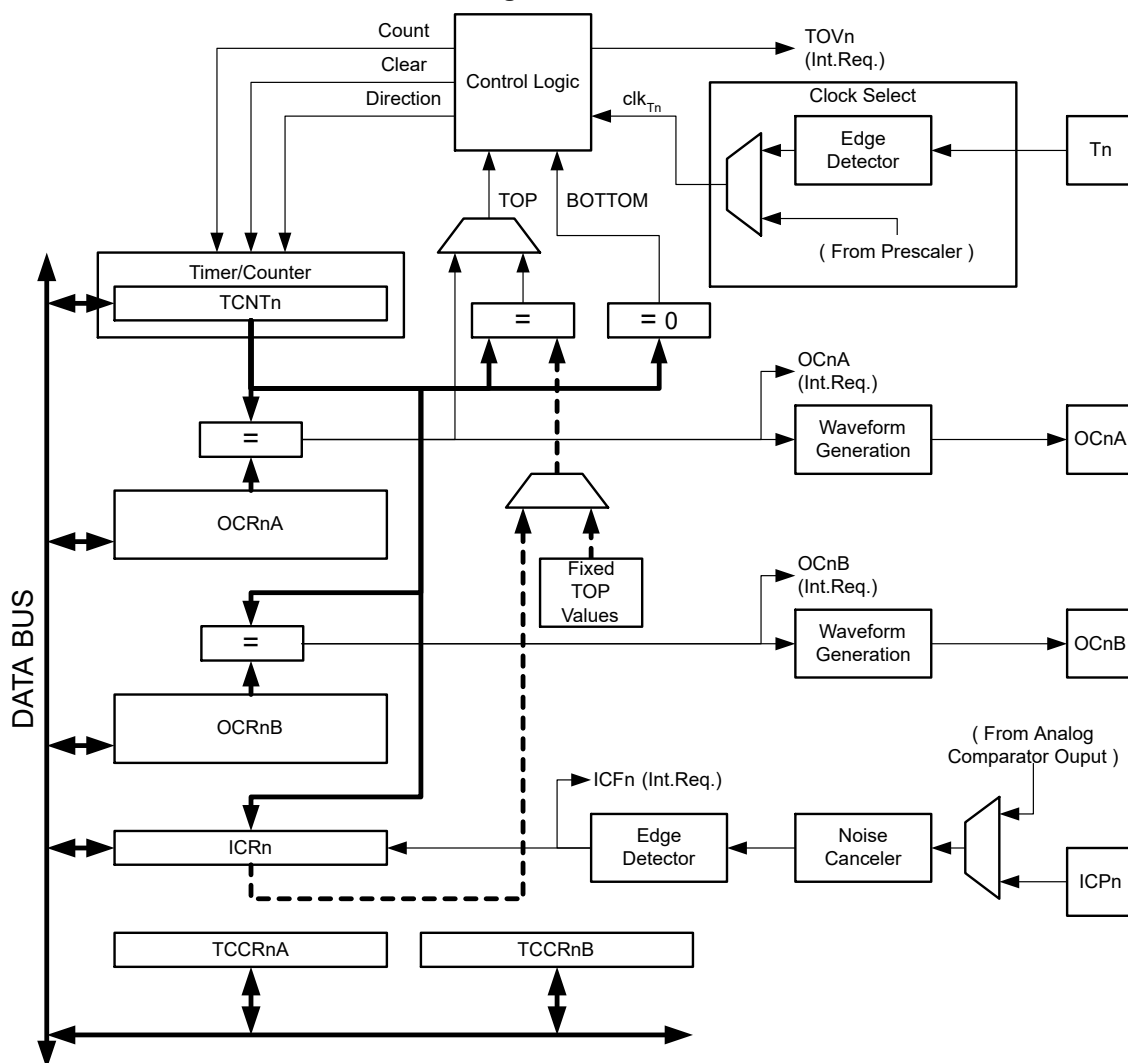 Count
Clear
Direction
Control Logic
TOVn
(Int.Req.)
clkTn
Clock Select
Edge
Detector
Tn
( From Prescaler )
TOP
BOTTOM
Timer/Counter
TCNTn
=
= 0
OCnA
(Int.Req.)
=
Waveform
Generation
OCnA
OCRnA
Fixed
TOP
Values
OCnB
(Int.Req.)
=
Waveform
Generation
OCnB
OCRnB
DATA BUS
( From Analog
Comparator Ouput )
ICFn (Int.Req.)
ICRn
Edge
Detector
Noise
Canceler
ICPn
TCCRnA
TCCRnB